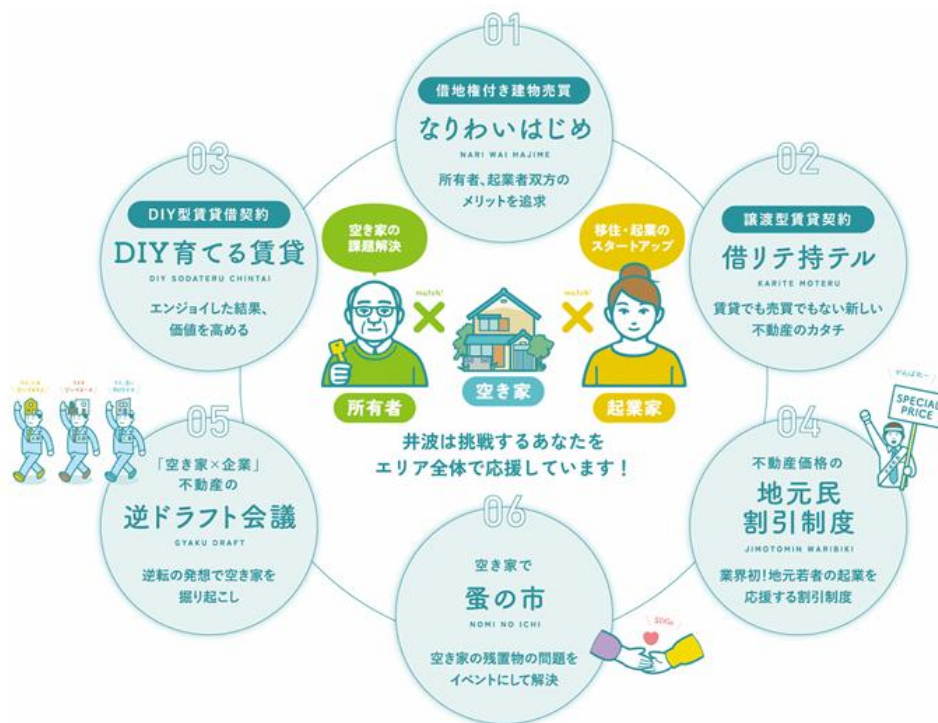 01
借地権付き建物売買
なりわいはじめ
NARI WAI HAJIME
所有者、起業者双方の
メリットを追求
02
譲渡型賃貸契約
借リテ持テル
KARITE MOTERU
賃貸でも売買でもない新しい
不動産のカタチ
03
DIY型賃貸借契約
DIY育てる賃貸
DIY SODATERU CHINTAI
エンジョイした結果、
価値を高める
空き家の
課題解決
移住・起業の
スタートアップ
match!
match!
所有者
空き家
起業家
井波は挑戦するあなたを
エリア全体で応援しています!
04
がんばれー
SPECIAL
PRICE
不動産価格の
地元民
割引制度
JIMOTOMIN WARIBIKI
業界初!地元若者の起業を
応援する割引制度
05
「空き家×企業」
不動産の
逆ドラフト会議
GYAKU DRAFT
逆転の発想で空き家を
掘り起こし
06
空き家で
蚤の市
NOMI NO ICHI
空き家の残置物の問題を
イベントにして解決
SDGs